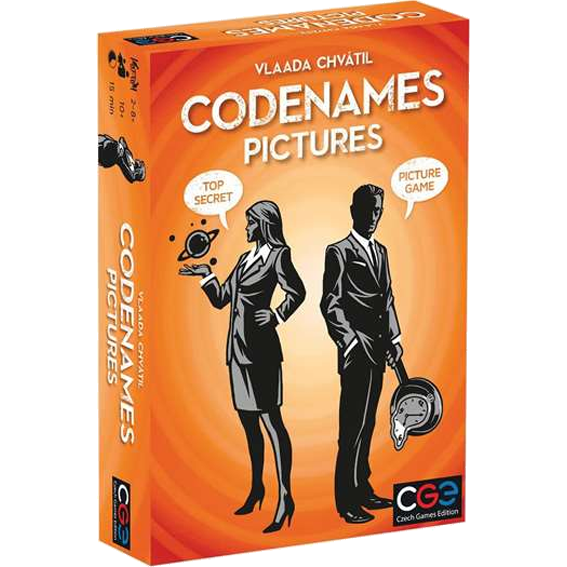 VLAADA CHVÁTIL
CODENAMES
PICTURES
TOP
SECRET
PICTURE
GAME
CGE
Czech Games Edition
2-8+
10+
15 min
VLAADA CHVÁTIL
CODENAMES
PICTURES
CGE